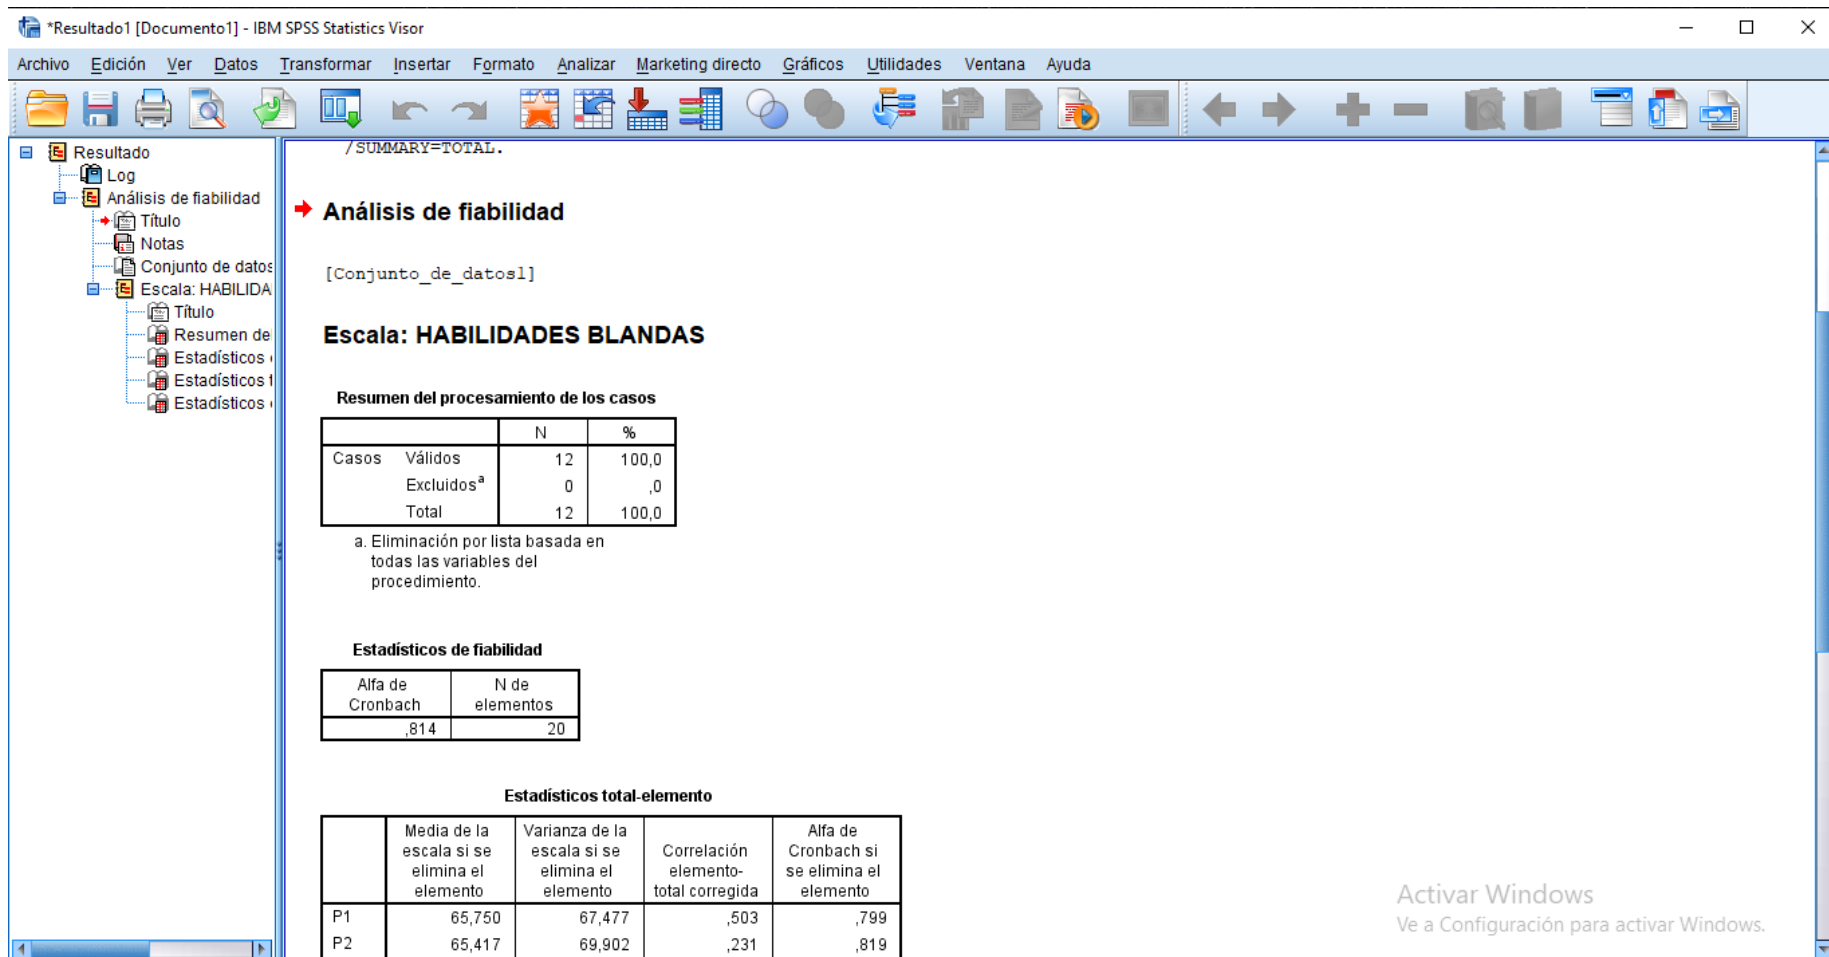 *Resultado1 [Documento1] - IBM SPSS Statistics Visor
Archivo Edición Ver Datos Transformar Insertar Formato Analizar Marketing directo Gráficos Utilidades Ventana Ayuda
Resultado
Log
Análisis de fiabilidad
Título
Notas
Conjunto de datos
Escala: HABILIDA
Título
Resumen de
Estadísticos
Estadísticos t
Estadísticos
/SUMMARY=TOTAL.
Análisis de fiabilidad
[Conjunto_de_datos1]
Escala: HABILIDADES BLANDAS
Resumen del procesamiento de los casos
N %
Casos Válidos 12 100,0
Excluidosª 0 ,0
Total 12 100,0
a. Eliminación por lista basada en
todas las variables del
procedimiento.
Estadísticos de fiabilidad
Alfa de N de
Cronbach elementos
,814 20
Estadísticos total-elemento
Media de la Varianza de la Alfa de
escala si se escala si se Correlación Cronbach si
elimina el elimina el elemento- se elimina el
elemento elemento total corregida elemento
P1 65,750 67,477 ,503 ,799
P2 65,417 69,902 ,231 ,819
Activar Windows
Ve a Configuración para activar Windows.